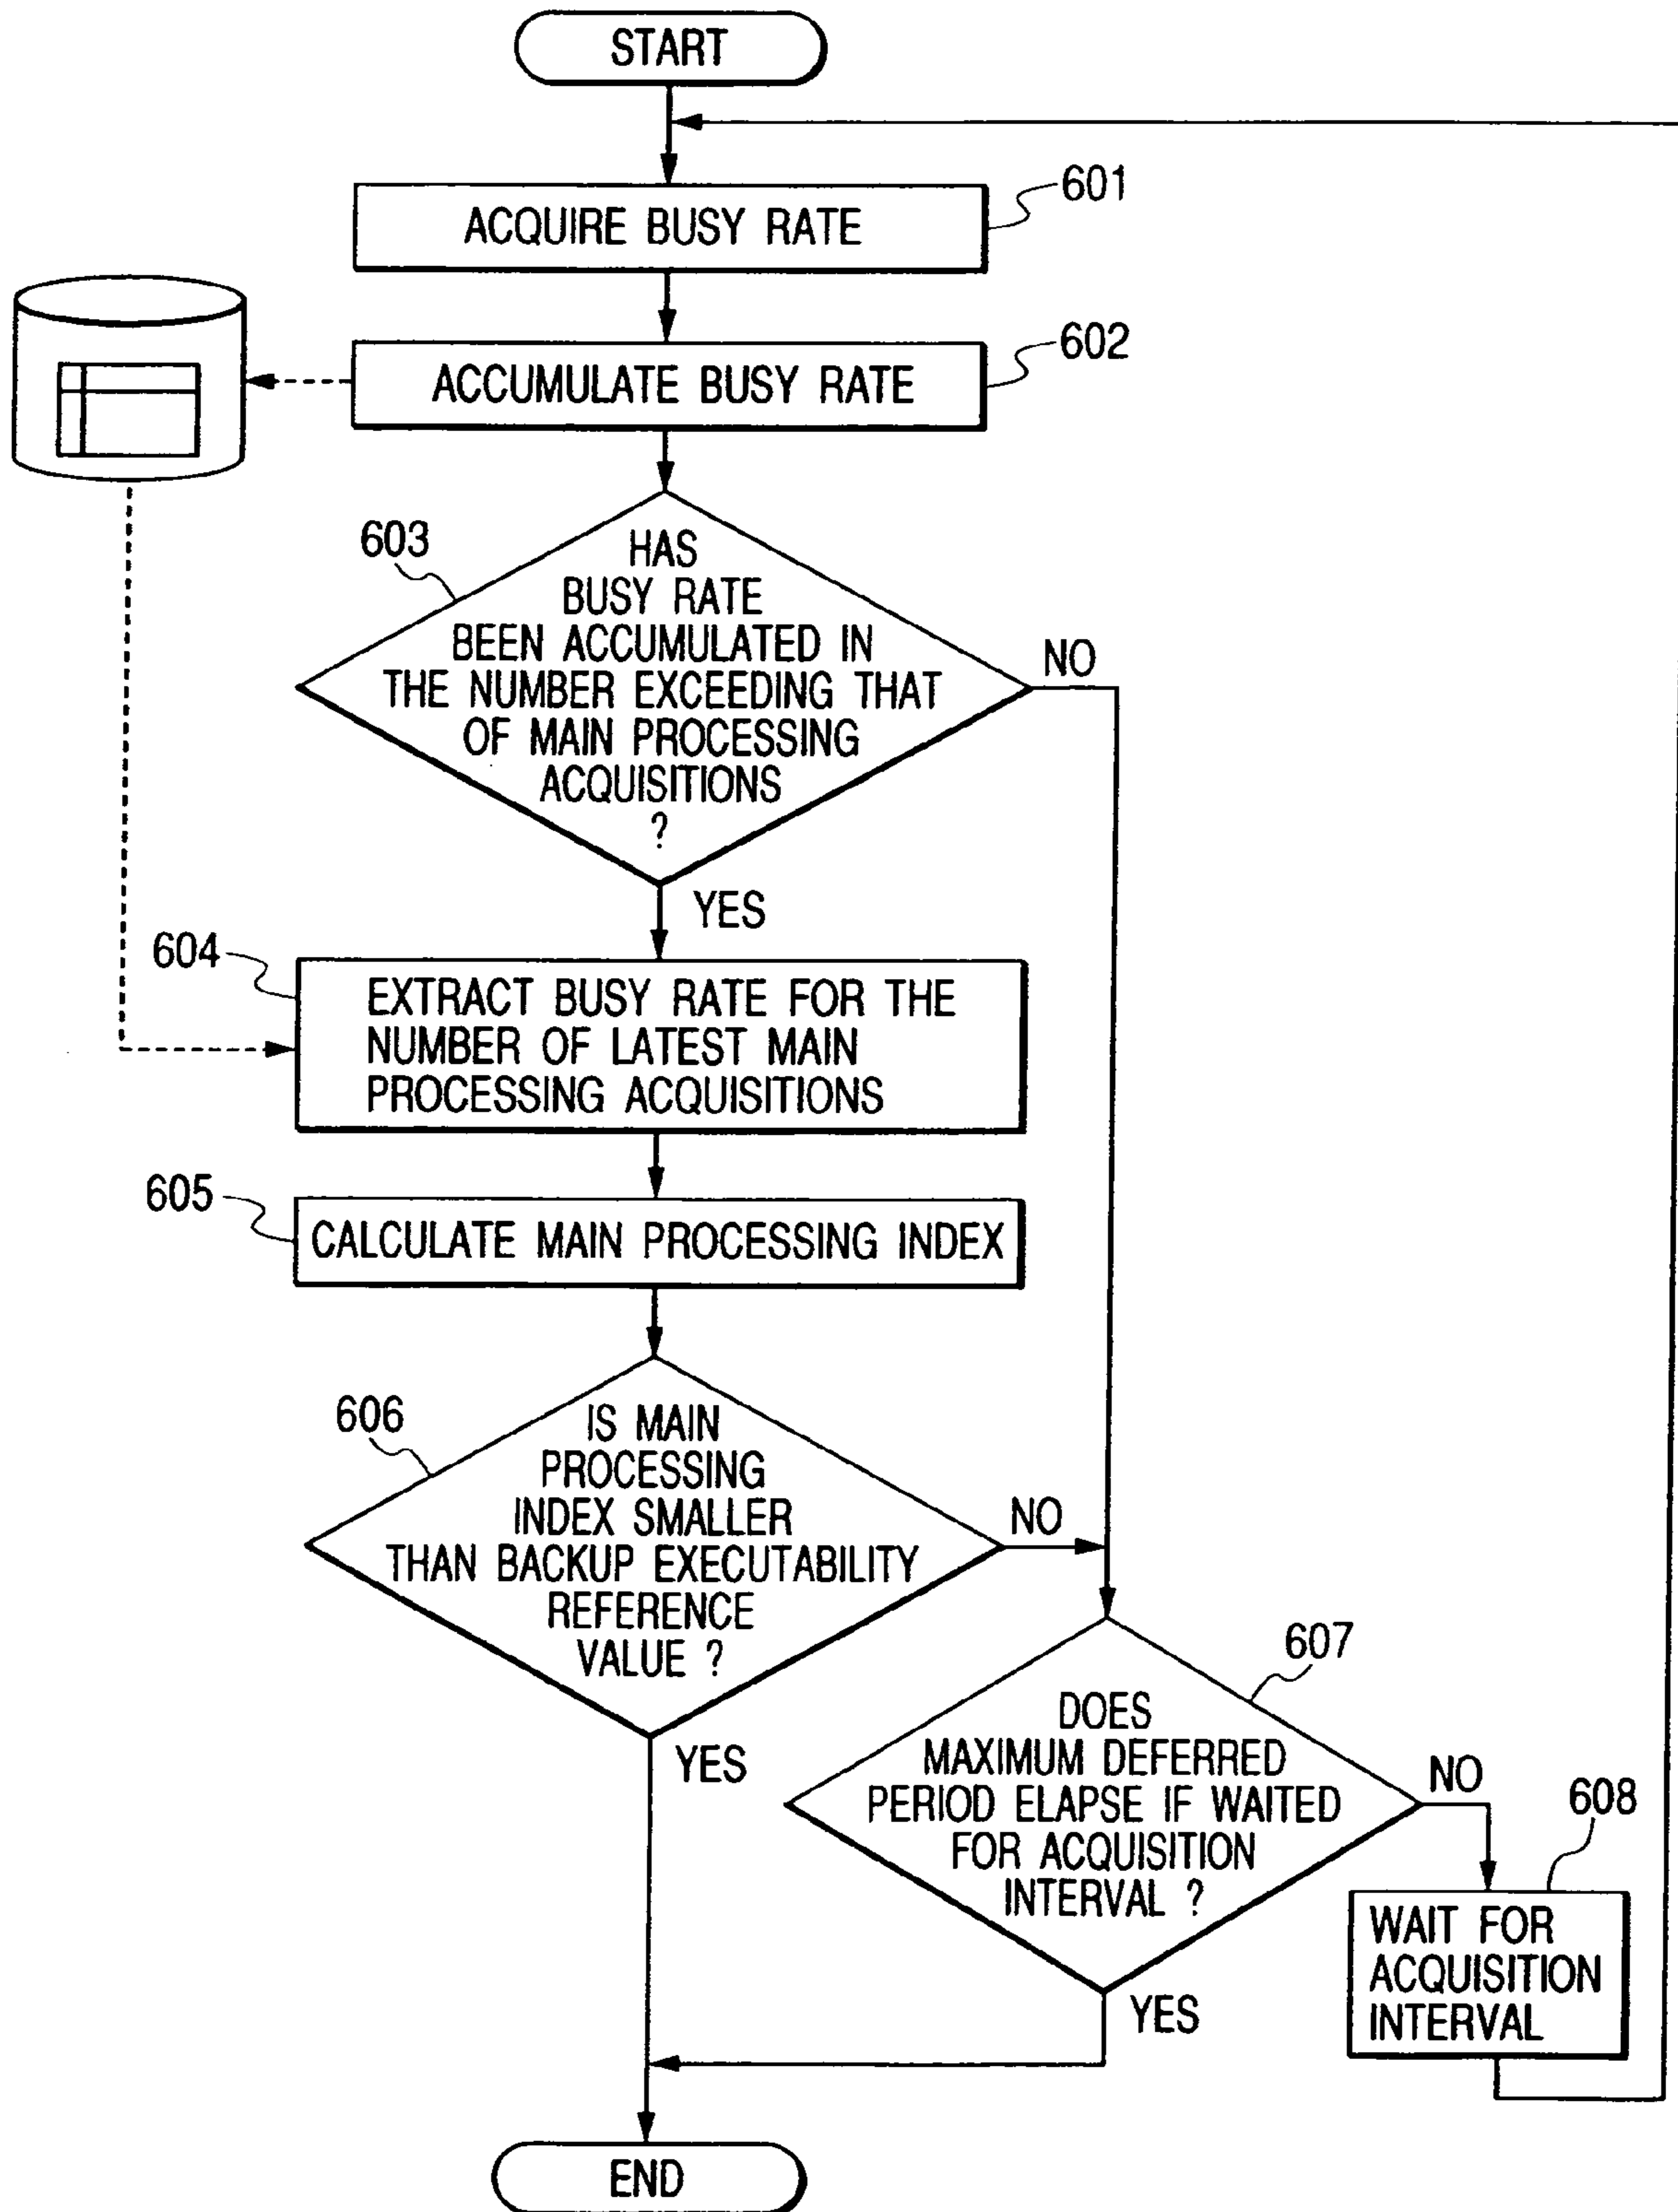 START
ACQUIRE BUSY RATE
601
ACCUMULATE BUSY RATE
602
603
HAS
BUSY RATE
BEEN ACCUMULATED IN
THE NUMBER EXCEEDING THAT
OF MAIN PROCESSING
ACQUISITIONS
?
NO
YES
604
EXTRACT BUSY RATE FOR THE
NUMBER OF LATEST MAIN
PROCESSING ACQUISITIONS
605
CALCULATE MAIN PROCESSING INDEX
606
IS MAIN
PROCESSING
INDEX SMALLER
THAN BACKUP EXECUTABILITY
REFERENCE
VALUE ?
NO
YES
607
DOES
MAXIMUM DEFERRED
PERIOD ELAPSE IF WAITED
FOR ACQUISITION
INTERVAL ?
NO
YES
608
WAIT FOR
ACQUISITION
INTERVAL
END